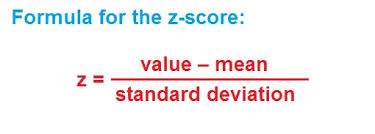 Formula for the z-score:
value – mean
z =
standard deviation